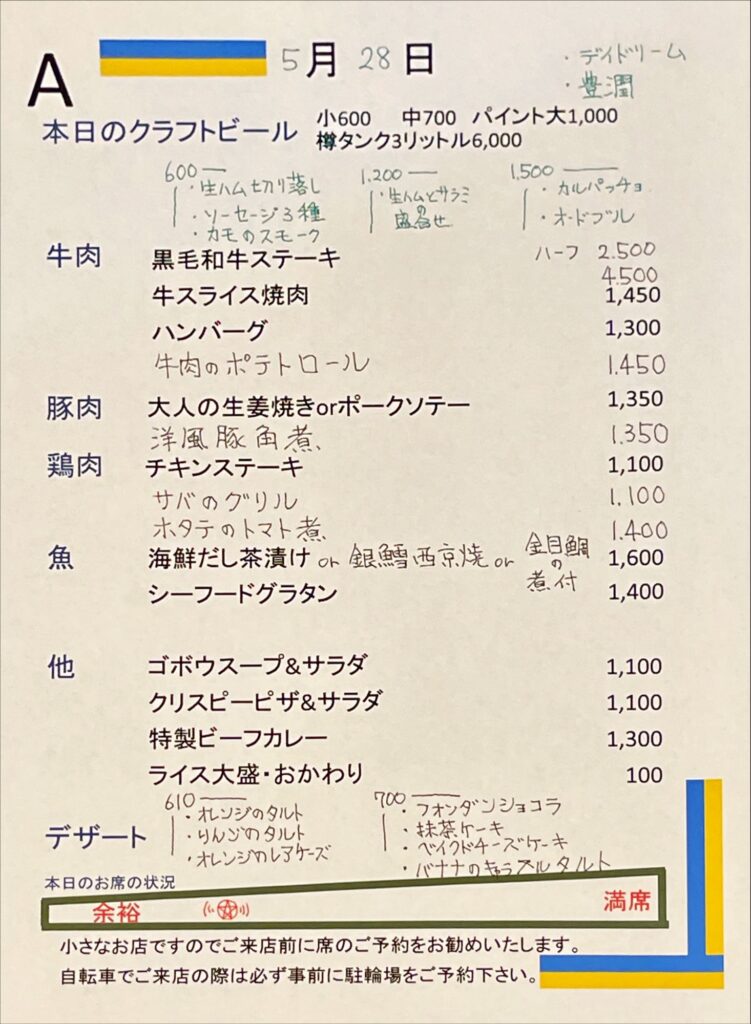 A 5月28日
・デイドリーム
・豊潤
本日のクラフトビール 小600 中700 パイント大1,000
樽タンク3リットル6,000
600
・生ハム切り落し
・ソーセージ3種
・カモのスモーク
1.200
・生ハムとサラミの盛合せ
1.500
・カルパッチョ
・オードブル
牛肉 黒毛和牛ステーキ ハーフ 2.500
4.500
牛スライス焼肉 1,450
ハンバーグ 1,300
牛肉のポテトロール 1.450
豚肉 大人の生姜焼きorポークソテー 1,350
洋風豚角煮 1.350
鶏肉 チキンステーキ 1,100
サバのグリル 1.100
ホタテのトマト煮 1.400
魚 海鮮だし茶漬け or 銀鱈西京焼 or 金目鯛の煮付 1,600
シーフードグラタン 1,400
他 ゴボウスープ&サラダ 1,100
クリスピーピザ&サラダ 1,100
特製ビーフカレー 1,300
ライス大盛・おかわり 100
デザート
610
・オレンジのタルト
・りんごのタルト
・オレンジのレアケーズ
700
・フォンダンショコラ
・抹茶ケーキ
・ベイクドチーズケーキ
・バナナのキャラメルタルト
本日のお席の状況
余裕 満席
小さなお店ですのでご来店前に席のご予約をお勧めいたします。
自転車でご来店の際は必ず事前に駐輪場をご予約下さい。